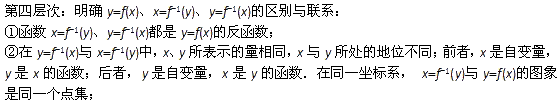 第四层次：明确 y=f(x)、x=f⁻¹(y)、y=f⁻¹(x)的区别与联系：
①函数 x=f⁻¹(y)、y=f⁻¹(x)都是 y=f(x)的反函数；
②在 y=f⁻¹(x)与 x=f⁻¹(y)中，x、y 所表示的量相同，x 与 y 所处的地位不同；前者，x 是自变量，
y 是 x 的函数；后者，y 是自变量，x 是 y 的函数．在同一坐标系， x=f⁻¹(y)与 y=f(x)的图象
是同一个点集；